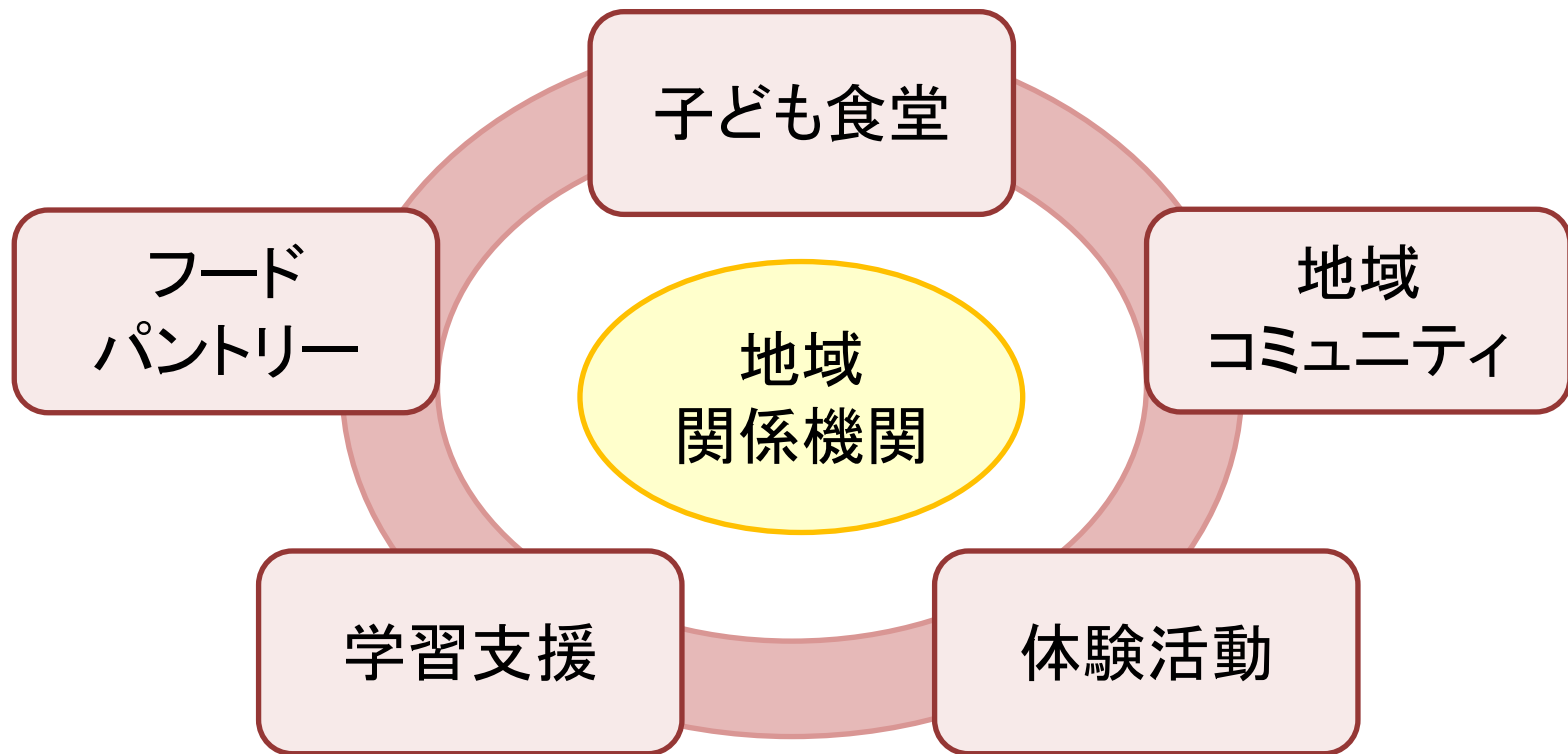 子ども食堂
フード
パントリー
地域
コミュニティ
地域
関係機関
学習支援
体験活動